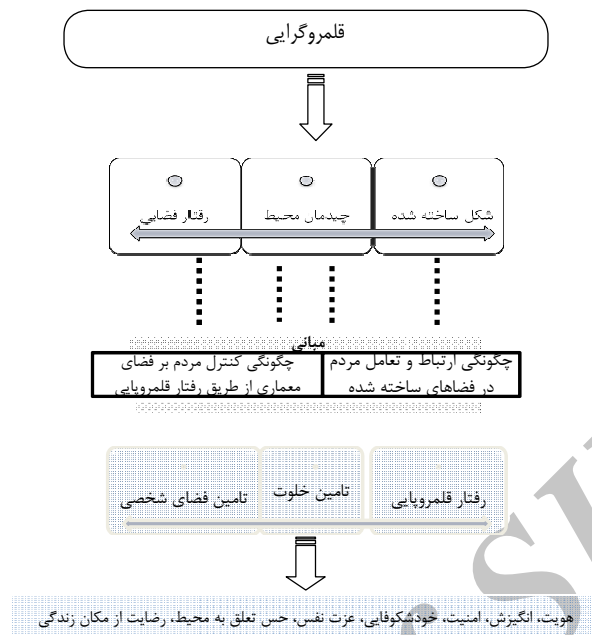 قلمروگرایی
شکل ساخته شده
چیدمان محیط
رفتار فضایی
مبانی
چگونگی ارتباط و تعامل مردم
در فضاهای ساخته شده
چگونگی کنترل مردم بر فضای
معماری از طریق رفتار قلمروپایی
رفتار قلمروپایی
تامین خلوت
تامین فضای شخصی
هویت، انگیزش، امنیت، خودشکوفایی، عزت نفس، حس تعلق به محیط، رضایت از مکان زندگی